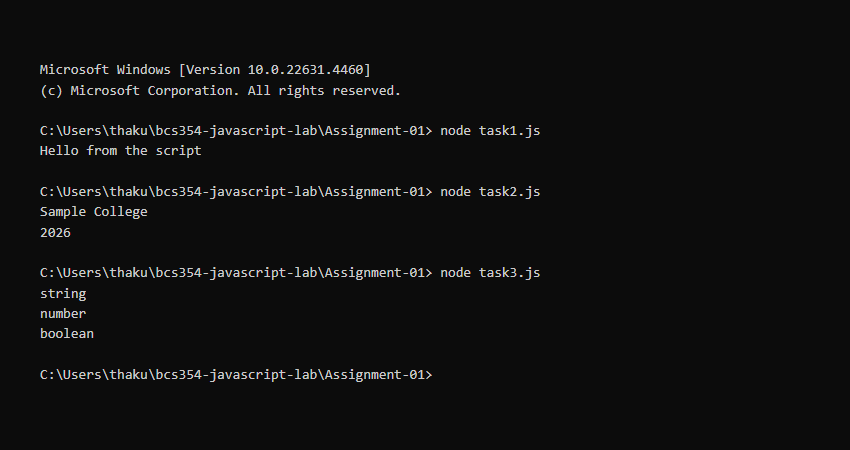 Microsoft Windows [Version 10.0.22631.4460]
(c) Microsoft Corporation. All rights reserved.
C:\Users\thaku\bcs354-javascript-lab\Assignment-01> node task1.js
Hello from the script
C:\Users\thaku\bcs354-javascript-lab\Assignment-01> node task2.js
Sample College
2026
C:\Users\thaku\bcs354-javascript-lab\Assignment-01> node task3.js
string
number
boolean
C:\Users\thaku\bcs354-javascript-lab\Assignment-01>